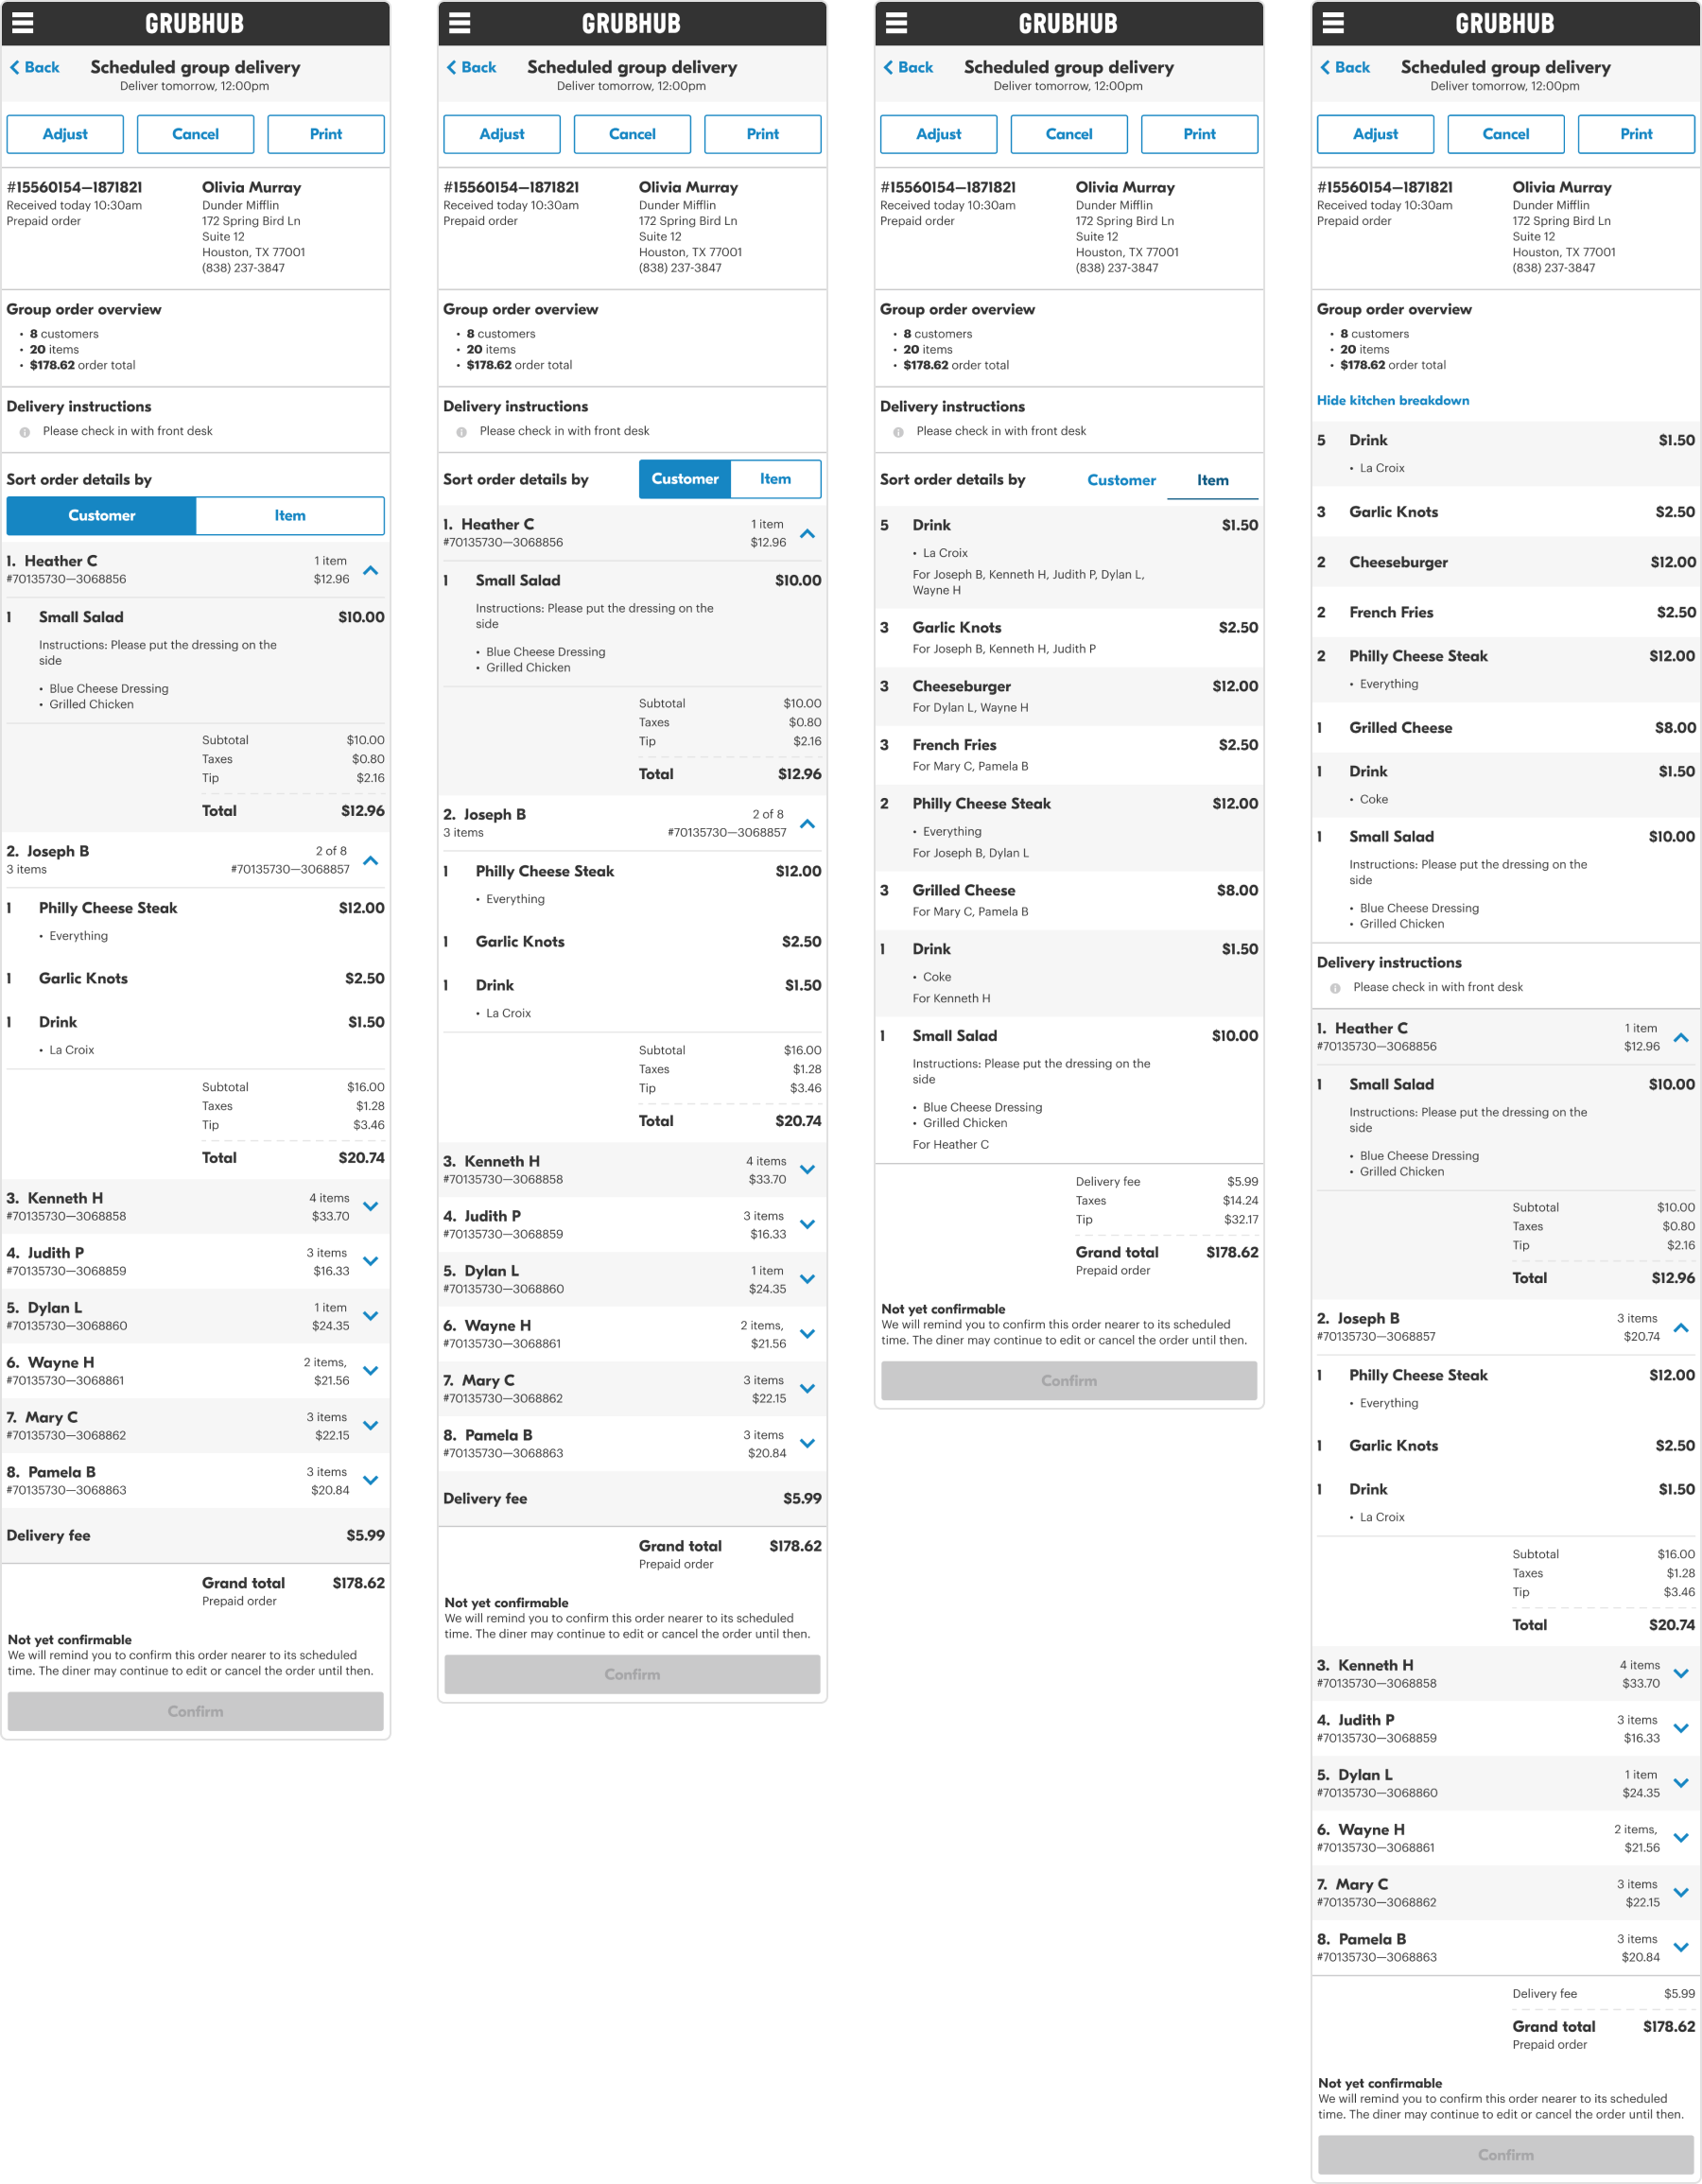 GRUBHUB
Back
Scheduled group delivery
Deliver tomorrow, 12:00pm
Adjust Cancel Print
#15560154—1871821
Received today 10:30am
Prepaid order
Olivia Murray
Dunder Mifflin
172 Spring Bird Ln
Suite 12
Houston, TX 77001
(838) 237-3847
Group order overview
• 8 customers
• 20 items
• $178.62 order total
Delivery instructions
Please check in with front desk
Sort order details by
Customer Item
1. Heather C 1 item
#70135730—3068856 $12.96
1 Small Salad $10.00
Instructions: Please put the dressing on the
side
• Blue Cheese Dressing
• Grilled Chicken
Subtotal $10.00
Taxes $0.80
Tip $2.16
Total $12.96
2. Joseph B 2 of 8
3 items #70135730—3068857
1 Philly Cheese Steak $12.00
• Everything
1 Garlic Knots $2.50
1 Drink $1.50
• La Croix
Subtotal $16.00
Taxes $1.28
Tip $3.46
Total $20.74
3. Kenneth H 4 items
#70135730—3068858 $33.70
4. Judith P 3 items
#70135730—3068859 $16.33
5. Dylan L 1 item
#70135730—3068860 $24.35
6. Wayne H 2 items,
#70135730—3068861 $21.56
7. Mary C 3 items
#70135730—3068862 $22.15
8. Pamela B 3 items
#70135730—3068863 $20.84
Delivery fee $5.99
Grand total $178.62
Prepaid order
Not yet confirmable
We will remind you to confirm this order nearer to its scheduled
time. The diner may continue to edit or cancel the order until then.
Confirm
GRUBHUB
Back
Scheduled group delivery
Deliver tomorrow, 12:00pm
Adjust Cancel Print
#15560154—1871821
Received today 10:30am
Prepaid order
Olivia Murray
Dunder Mifflin
172 Spring Bird Ln
Suite 12
Houston, TX 77001
(838) 237-3847
Group order overview
• 8 customers
• 20 items
• $178.62 order total
Delivery instructions
Please check in with front desk
Sort order details by Customer Item
1. Heather C 1 item
#70135730—3068856 $12.96
1 Small Salad $10.00
Instructions: Please put the dressing on the
side
• Blue Cheese Dressing
• Grilled Chicken
Subtotal $10.00
Taxes $0.80
Tip $2.16
Total $12.96
2. Joseph B 2 of 8
3 items #70135730—3068857
1 Philly Cheese Steak $12.00
• Everything
1 Garlic Knots $2.50
1 Drink $1.50
• La Croix
Subtotal $16.00
Taxes $1.28
Tip $3.46
Total $20.74
3. Kenneth H 4 items
#70135730—3068858 $33.70
4. Judith P 3 items
#70135730—3068859 $16.33
5. Dylan L 1 item
#70135730—3068860 $24.35
6. Wayne H 2 items,
#70135730—3068861 $21.56
7. Mary C 3 items
#70135730—3068862 $22.15
8. Pamela B 3 items
#70135730—3068863 $20.84
Delivery fee $5.99
Grand total $178.62
Prepaid order
Not yet confirmable
We will remind you to confirm this order nearer to its scheduled
time. The diner may continue to edit or cancel the order until then.
Confirm
GRUBHUB
Back
Scheduled group delivery
Deliver tomorrow, 12:00pm
Adjust Cancel Print
#15560154—1871821
Received today 10:30am
Prepaid order
Olivia Murray
Dunder Mifflin
172 Spring Bird Ln
Suite 12
Houston, TX 77001
(838) 237-3847
Group order overview
• 8 customers
• 20 items
• $178.62 order total
Delivery instructions
Please check in with front desk
Sort order details by Customer Item
5 Drink $1.50
• La Croix
For Joseph B, Kenneth H, Judith P, Dylan L,
Wayne H
3 Garlic Knots $2.50
For Joseph B, Kenneth H, Judith P
3 Cheeseburger $12.00
For Dylan L, Wayne H
3 French Fries $2.50
For Mary C, Pamela B
2 Philly Cheese Steak $12.00
• Everything
For Joseph B, Dylan L
3 Grilled Cheese $8.00
For Mary C, Pamela B
1 Drink $1.50
• Coke
For Kenneth H
1 Small Salad $10.00
Instructions: Please put the dressing on the
side
• Blue Cheese Dressing
• Grilled Chicken
For Heather C
Delivery fee $5.99
Taxes $14.24
Tip $32.17
Grand total $178.62
Prepaid order
Not yet confirmable
We will remind you to confirm this order nearer to its scheduled
time. The diner may continue to edit or cancel the order until then.
Confirm
GRUBHUB
Back
Scheduled group delivery
Deliver tomorrow, 12:00pm
Adjust Cancel Print
#15560154—1871821
Received today 10:30am
Prepaid order
Olivia Murray
Dunder Mifflin
172 Spring Bird Ln
Suite 12
Houston, TX 77001
(838) 237-3847
Group order overview
• 8 customers
• 20 items
• $178.62 order total
Hide kitchen breakdown
5 Drink $1.50
• La Croix
3 Garlic Knots $2.50
2 Cheeseburger $12.00
2 French Fries $2.50
2 Philly Cheese Steak $12.00
• Everything
1 Grilled Cheese $8.00
1 Drink $1.50
• Coke
1 Small Salad $10.00
Instructions: Please put the dressing on the
side
• Blue Cheese Dressing
• Grilled Chicken
Delivery instructions
Please check in with front desk
1. Heather C 1 item
#70135730—3068856 $12.96
1 Small Salad $10.00
Instructions: Please put the dressing on the
side
• Blue Cheese Dressing
• Grilled Chicken
Subtotal $10.00
Taxes $0.80
Tip $2.16
Total $12.96
2. Joseph B 3 items
#70135730—3068857 $20.74
1 Philly Cheese Steak $12.00
• Everything
1 Garlic Knots $2.50
1 Drink $1.50
• La Croix
Subtotal $16.00
Taxes $1.28
Tip $3.46
Total $20.74
3. Kenneth H 4 items
#70135730—3068858 $33.70
4. Judith P 3 items
#70135730—3068859 $16.33
5. Dylan L 1 item
#70135730—3068860 $24.35
6. Wayne H 2 items,
#70135730—3068861 $21.56
7. Mary C 3 items
#70135730—3068862 $22.15
8. Pamela B 3 items
#70135730—3068863 $20.84
Delivery fee $5.99
Grand total $178.62
Prepaid order
Not yet confirmable
We will remind you to confirm this order nearer to its scheduled
time. The diner may continue to edit or cancel the order until then.
Confirm